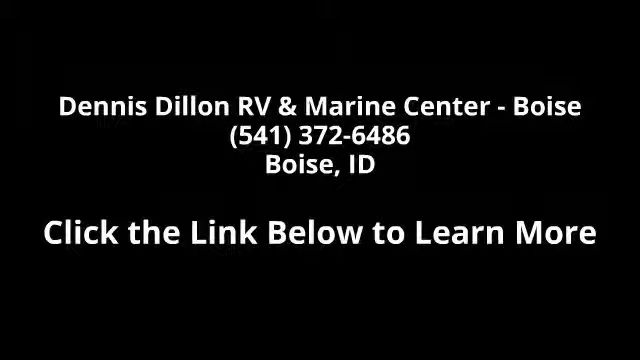 Dennis Dillon RV & Marine Center - Boise
(541) 372-6486
Boise, ID
Click the Link Below to Learn More